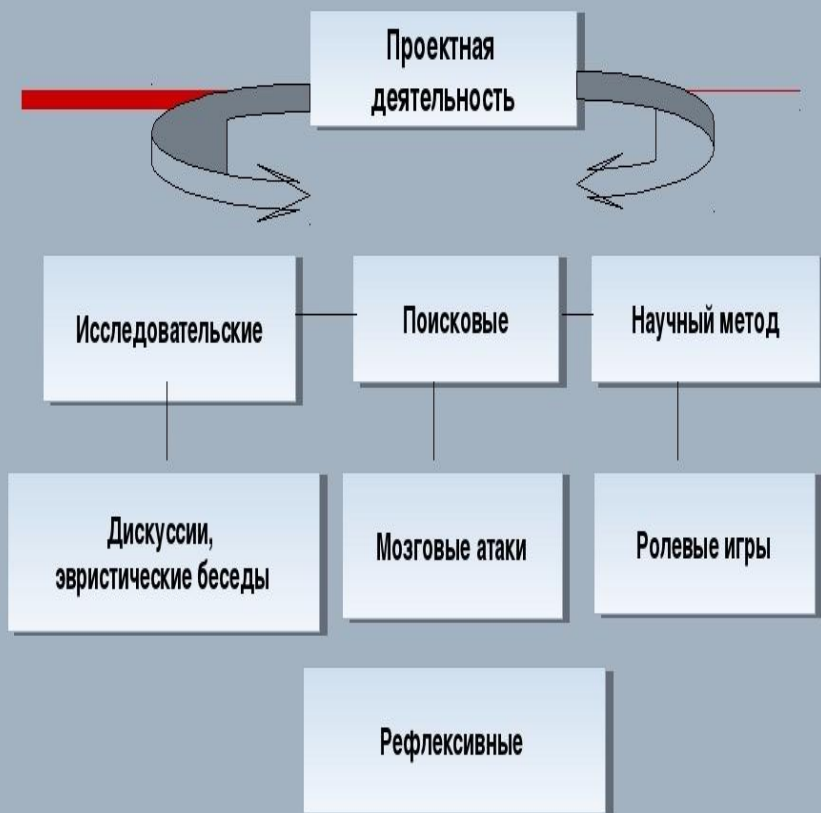 Проектная
деятельность
Исследовательские
Поисковые
Научный метод
Дискуссии,
эвристические беседы
Мозговые атаки
Ролевые игры
Рефлексивные